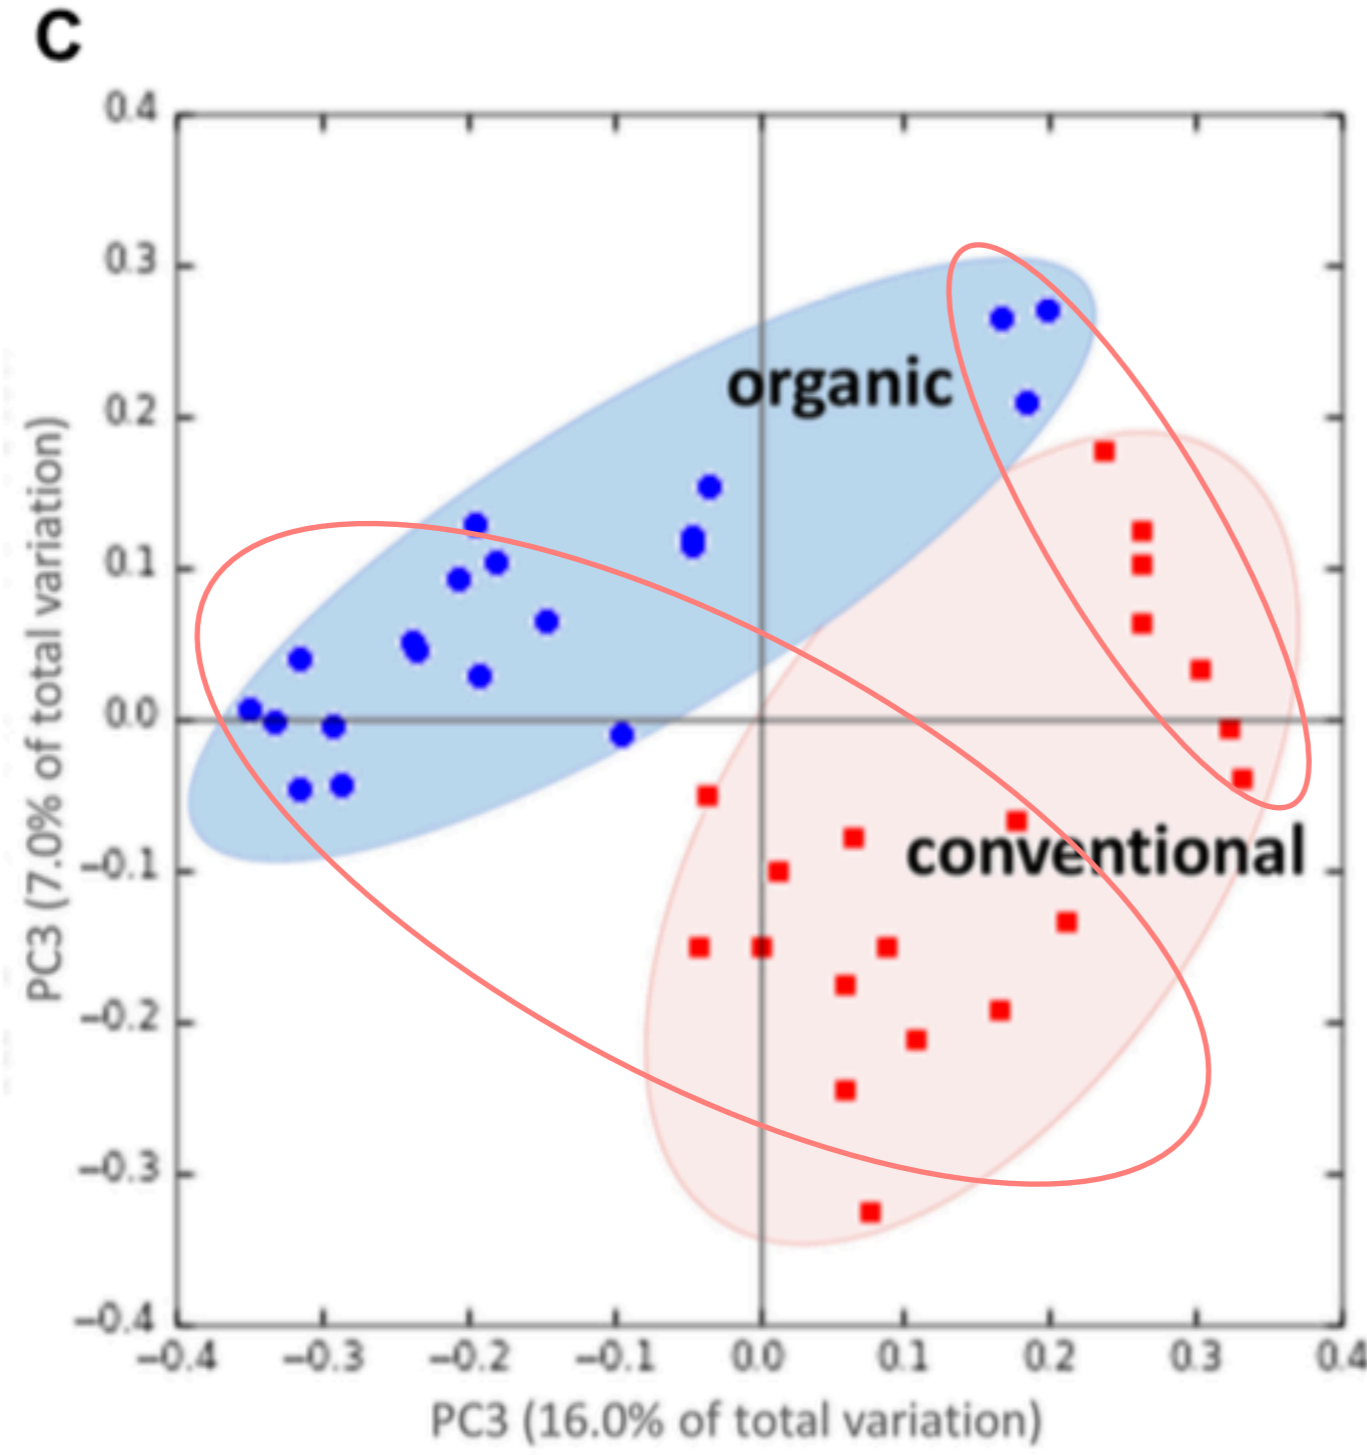 C
0.4
0.3
0.2
0.1
0.0
–0.1
–0.2
–0.3
–0.4
organic
conventional
–0.4 –0.3 –0.2 –0.1 0.0 0.1 0.2 0.3 0.4
PC3 (16.0% of total variation)
PC3 (7.0% of total variation)